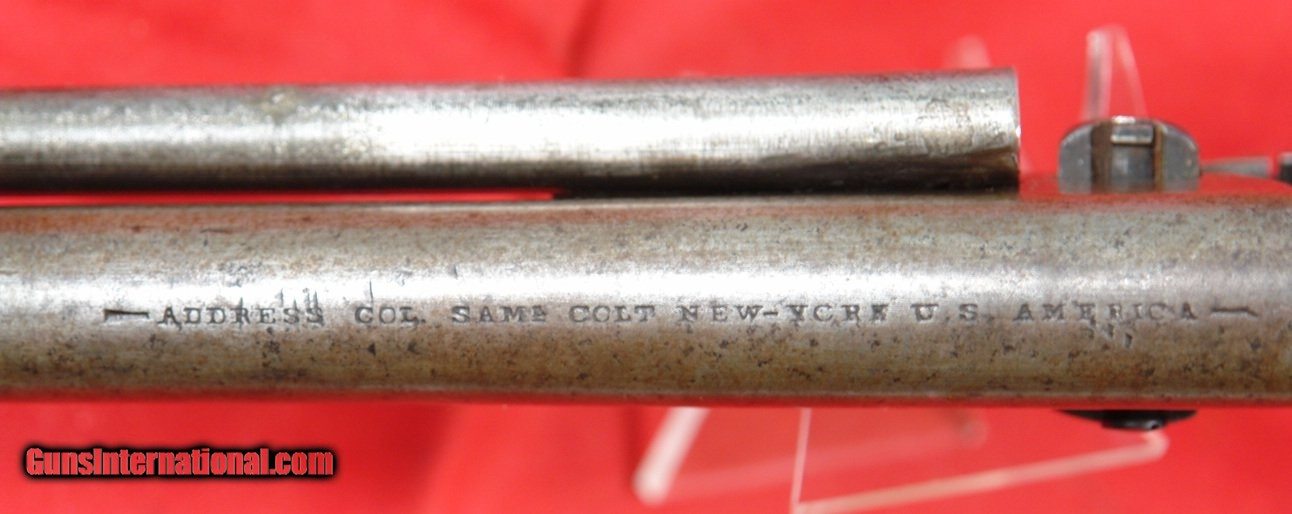 - ADDRESS COL. SAML COLT NEW-YORK U.S. AMERICA -
GunsInternational.com